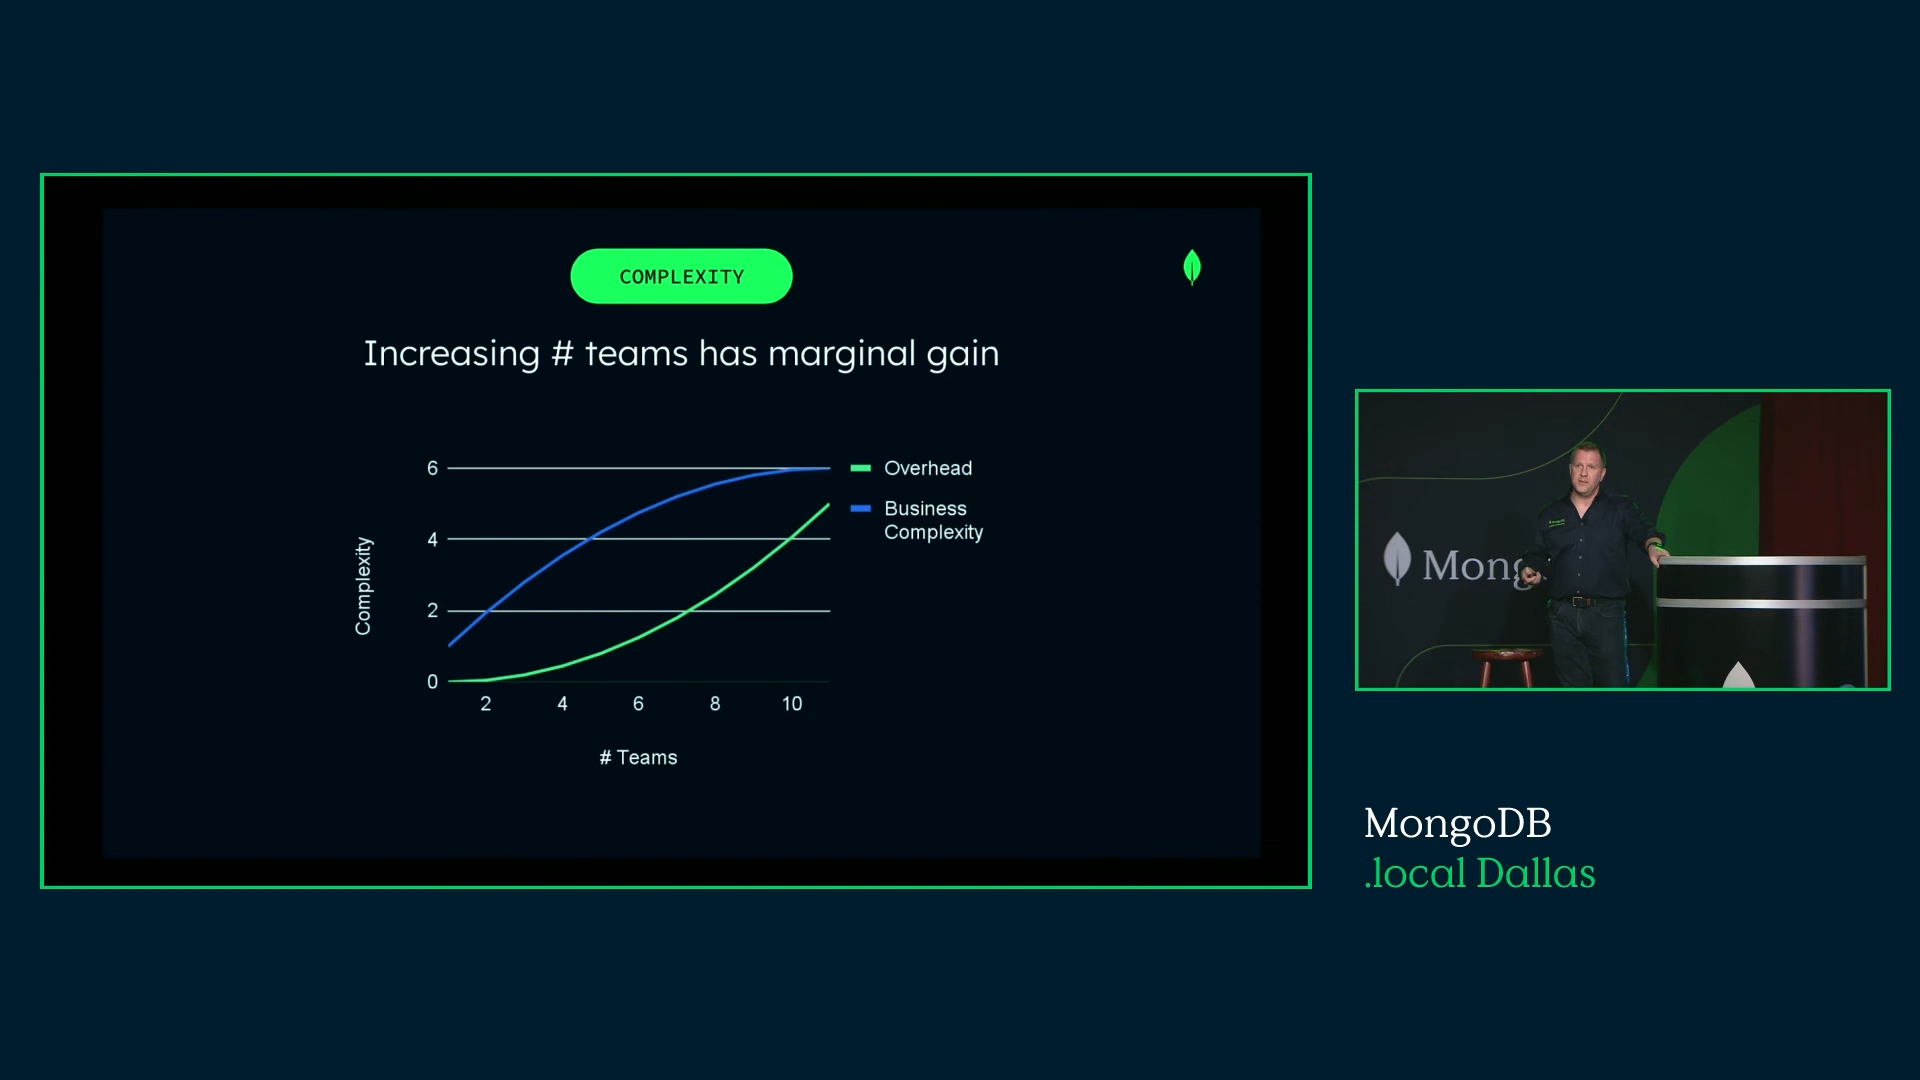 COMPLEXITY
Increasing # teams has marginal gain
6
4
2
0
Complexity
2 4 6 8 10
# Teams
Overhead
Business
Complexity
Mongo
MongoDB
.local Dallas